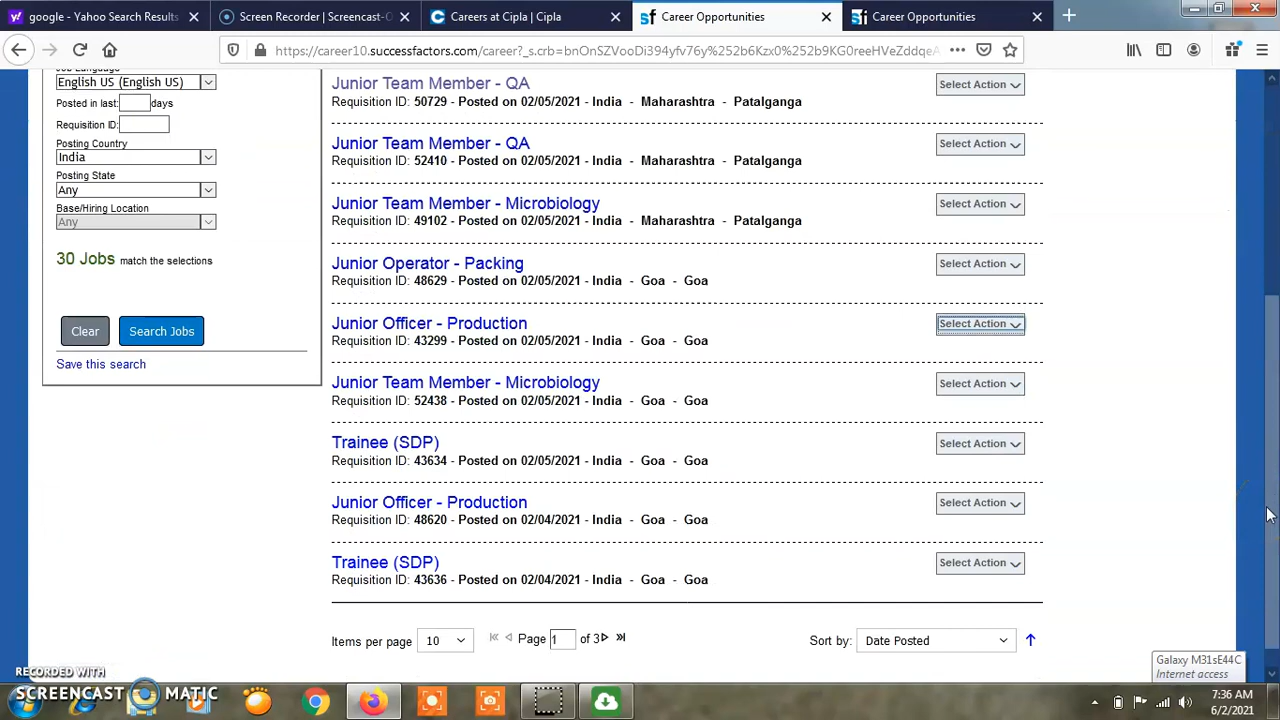 google - Yahoo Search Results
Screen Recorder | Screencast-O
Careers at Cipla | Cipla
Career Opportunities
Career Opportunities
https://career10.successfactors.com/career?_s.crb=bnOnSZVooDi394yfv76y%252b6Kzx0%252b9KG0reeHVeZddqeA
Job Language
English US (English US)
Posted in last: days
Requisition ID:
Posting Country
India
Posting State
Any
Base/Hiring Location
Any
30 Jobs match the selections
Clear Search Jobs
Save this search
Junior Team Member - QA Select Action
Requisition ID: 50729 - Posted on 02/05/2021 - India - Maharashtra - Patalganga
Junior Team Member - QA Select Action
Requisition ID: 52410 - Posted on 02/05/2021 - India - Maharashtra - Patalganga
Junior Team Member - Microbiology Select Action
Requisition ID: 49102 - Posted on 02/05/2021 - India - Maharashtra - Patalganga
Junior Operator - Packing Select Action
Requisition ID: 48629 - Posted on 02/05/2021 - India - Goa - Goa
Junior Officer - Production Select Action
Requisition ID: 43299 - Posted on 02/05/2021 - India - Goa - Goa
Junior Team Member - Microbiology Select Action
Requisition ID: 52438 - Posted on 02/05/2021 - India - Goa - Goa
Trainee (SDP) Select Action
Requisition ID: 43634 - Posted on 02/05/2021 - India - Goa - Goa
Junior Officer - Production Select Action
Requisition ID: 48620 - Posted on 02/04/2021 - India - Goa - Goa
Trainee (SDP) Select Action
Requisition ID: 43636 - Posted on 02/04/2021 - India - Goa - Goa
Items per page 10 Page 1 of 3 Sort by: Date Posted
Galaxy M31sE44C
Internet access
RECORDED WITH
SCREENCAST MATIC
7:36 AM
6/2/2021